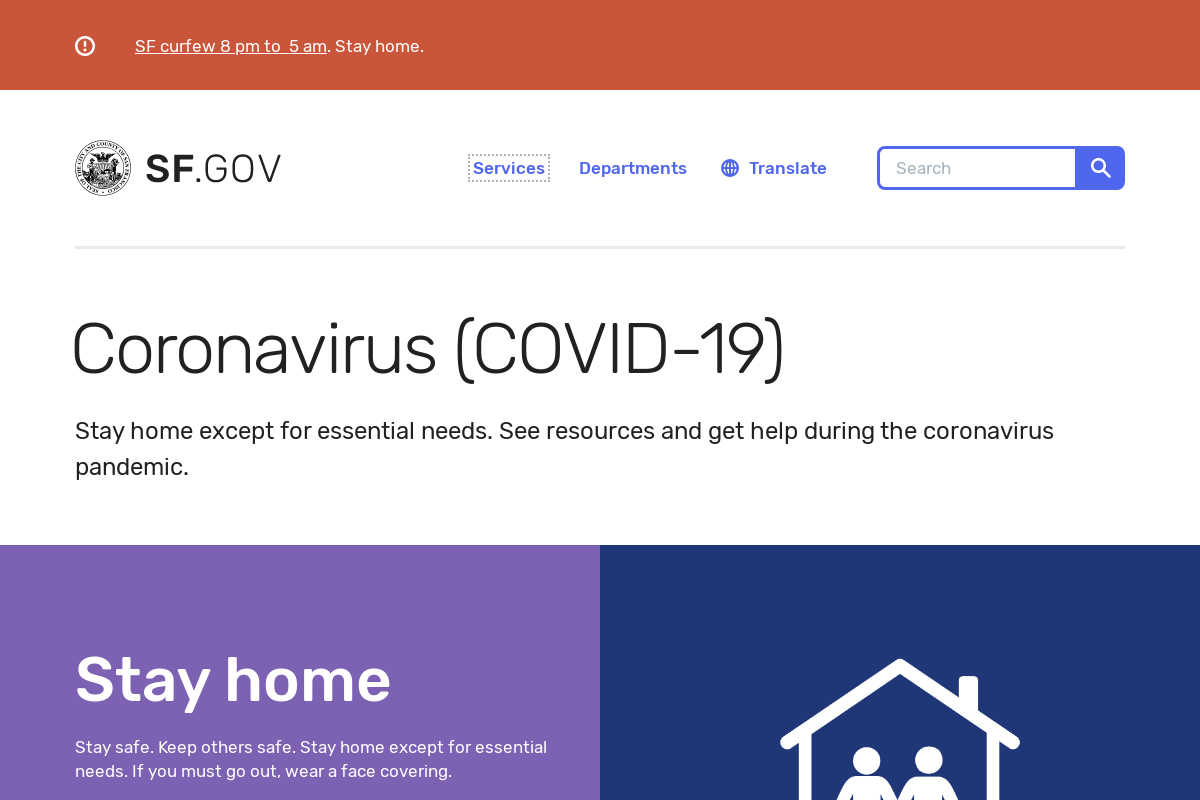 SF curfew 8 pm to  5 am. Stay home.
SF.GOV
Services
Departments
Translate
Search
Coronavirus (COVID-19)
Stay home except for essential needs. See resources and get help during the coronavirus
pandemic.
Stay home
Stay safe. Keep others safe. Stay home except for essential
needs. If you must go out, wear a face covering.